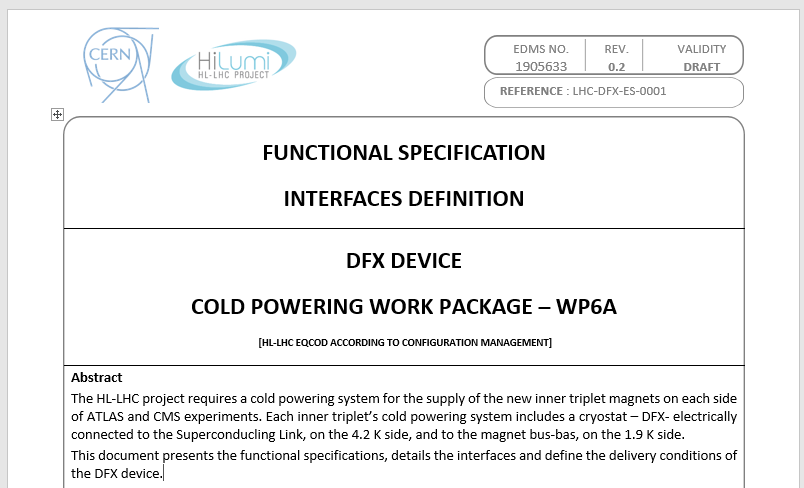 CERN
HiLumi
HL-LHC PROJECT
EDMS NO. REV. VALIDITY
1905633 0.2 DRAFT
REFERENCE : LHC-DFX-ES-0001
FUNCTIONAL SPECIFICATION
INTERFACES DEFINITION
DFX DEVICE
COLD POWERING WORK PACKAGE – WP6A
[HL-LHC EQCOD ACCORDING TO CONFIGURATION MANAGEMENT]
Abstract
The HL-LHC project requires a cold powering system for the supply of the new inner triplet magnets on each side
of ATLAS and CMS experiments. Each inner triplet’s cold powering system includes a cryostat – DFX- electrically
connected to the Superconducling Link, on the 4.2 K side, and to the magnet bus-bas, on the 1.9 K side.
This document presents the functional specifications, details the interfaces and define the delivery conditions of
the DFX device.